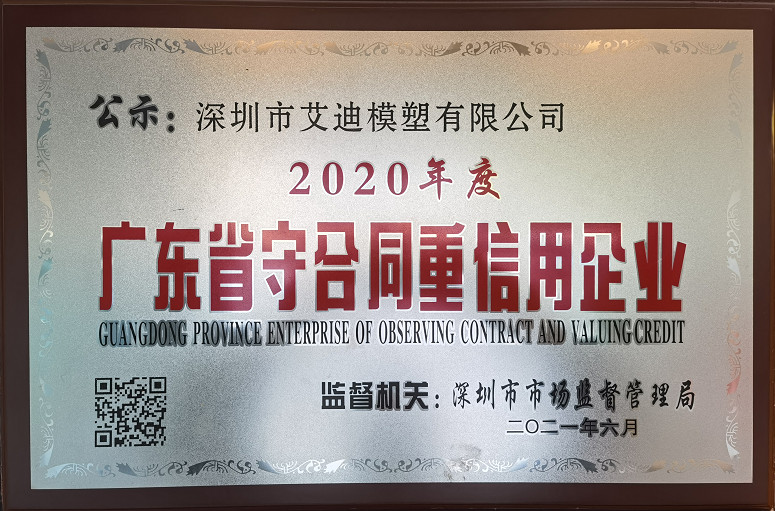 公示：深圳市艾迪模塑有限公司
2020年度
广东省守合同重信用企业
GUANGDONG PROVINCE ENTERPRISE OF OBSERVING CONTRACT AND VALUING CREDIT
监督机关：深圳市市场监督管理局
二〇二一年六月